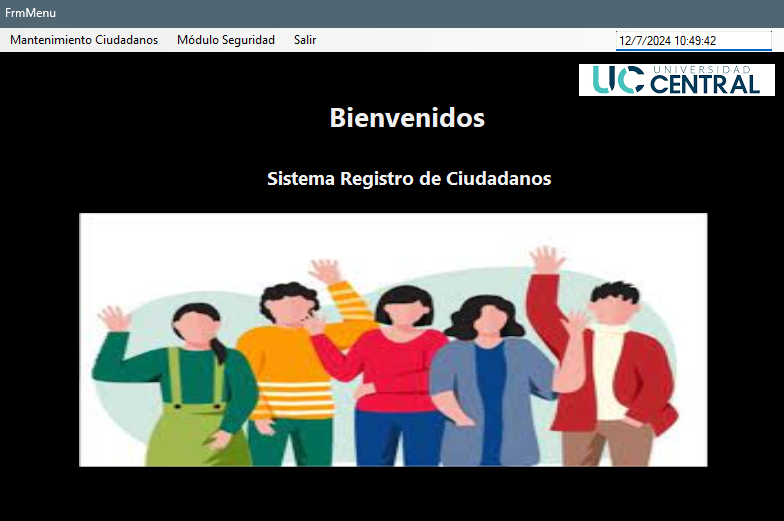 FrmMenu
Mantenimiento Ciudadanos Módulo Seguridad Salir 12/7/2024 10:49:42
UC UNIVERSIDAD CENTRAL
Bienvenidos
Sistema Registro de Ciudadanos